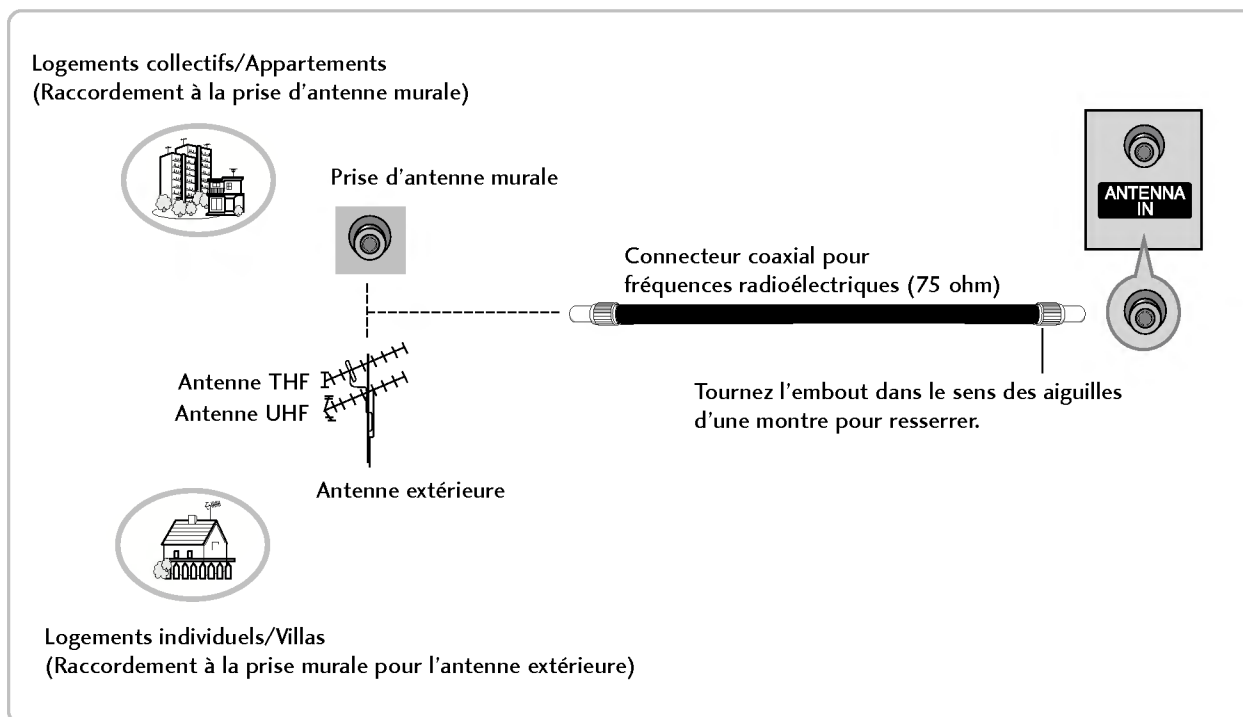 Logements collectifs/Appartements
(Raccordement à la prise d'antenne murale)
Prise d'antenne murale
ANTENNA
IN
Connecteur coaxial pour
fréquences radioélectriques (75 ohm)
Antenne THF
Antenne UHF
Tournez l'embout dans le sens des aiguilles
d'une montre pour resserrer.
Antenne extérieure
Logements individuels/Villas
(Raccordement à la prise murale pour l'antenne extérieure)